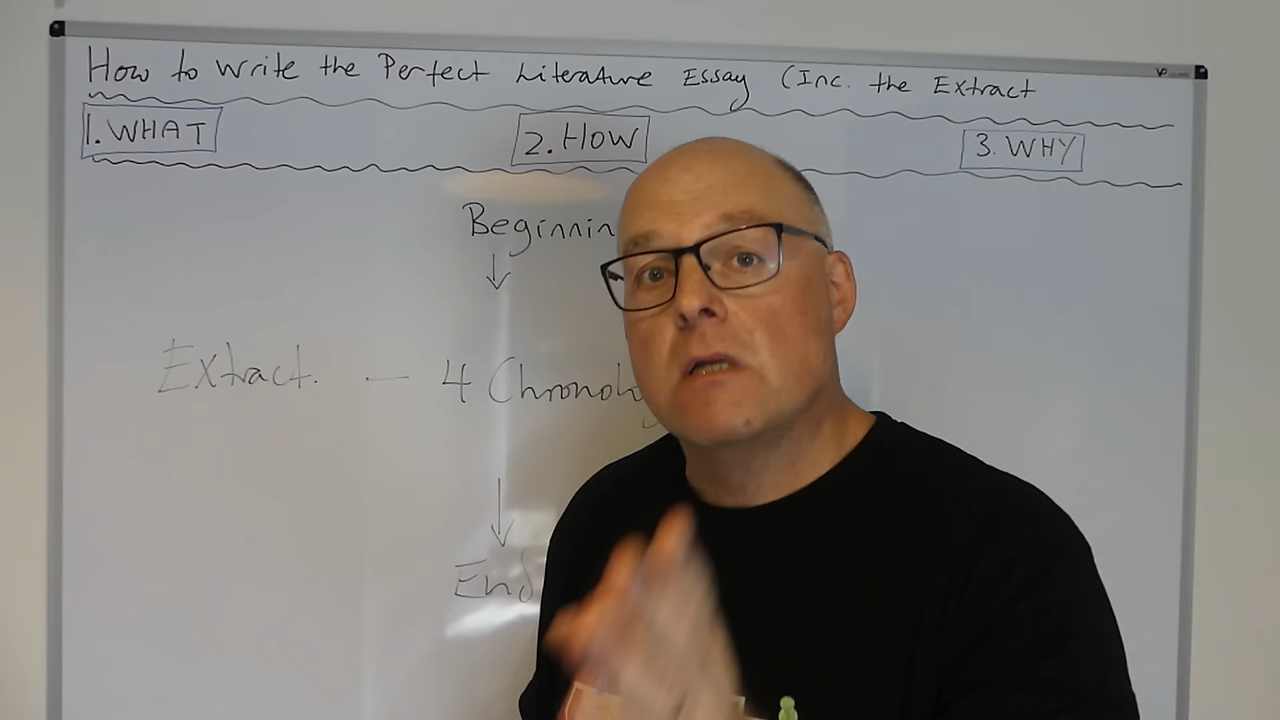 How to write the Perfect Literature Essay (Inc. the Extract
1. WHAT 2. HOW 3. WHY
Beginnin
Extract. — 4 Chronolog
End